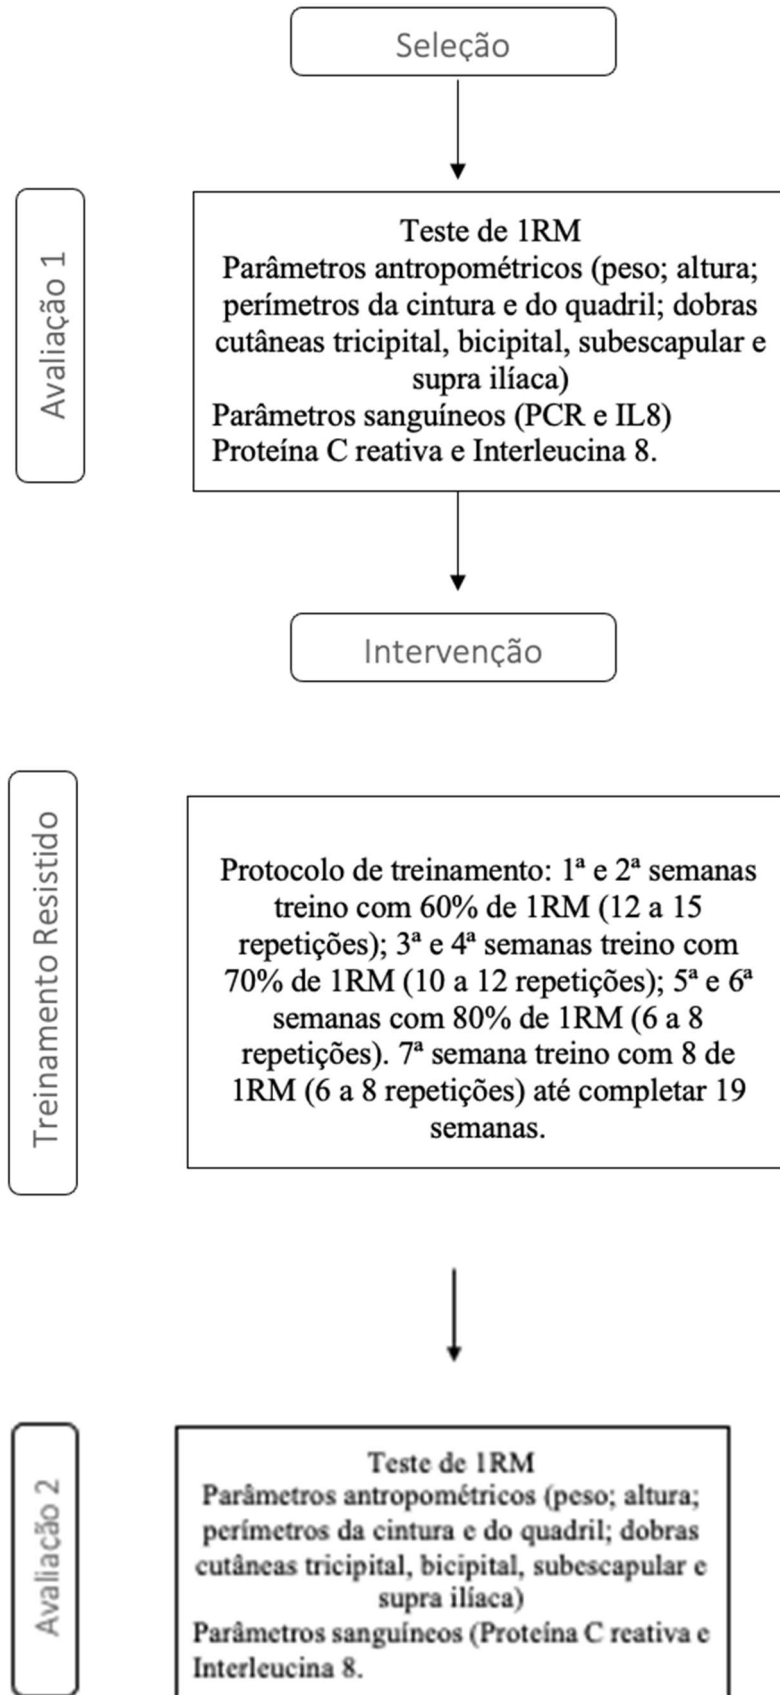 Seleção
Avaliação 1
Teste de 1RM
Parâmetros antropométricos (peso; altura;
perímetros da cintura e do quadril; dobras
cutâneas tricipital, bicipital, subescapular e
supra ilíaca)
Parâmetros sanguíneos (PCR e IL8)
Proteína C reativa e Interleucina 8.
Intervenção
Treinamento Resistido
Protocolo de treinamento: 1ª e 2ª semanas
treino com 60% de 1RM (12 a 15
repetições); 3ª e 4ª semanas treino com
70% de 1RM (10 a 12 repetições); 5ª e 6ª
semanas com 80% de 1RM (6 a 8
repetições). 7ª semana treino com 8 de
1RM (6 a 8 repetições) até completar 19
semanas.
Avaliação 2
Teste de 1RM
Parâmetros antropométricos (peso; altura;
perímetros da cintura e do quadril; dobras
cutâneas tricipital, bicipital, subescapular e
supra ilíaca)
Parâmetros sanguíneos (Proteína C reativa e
Interleucina 8.